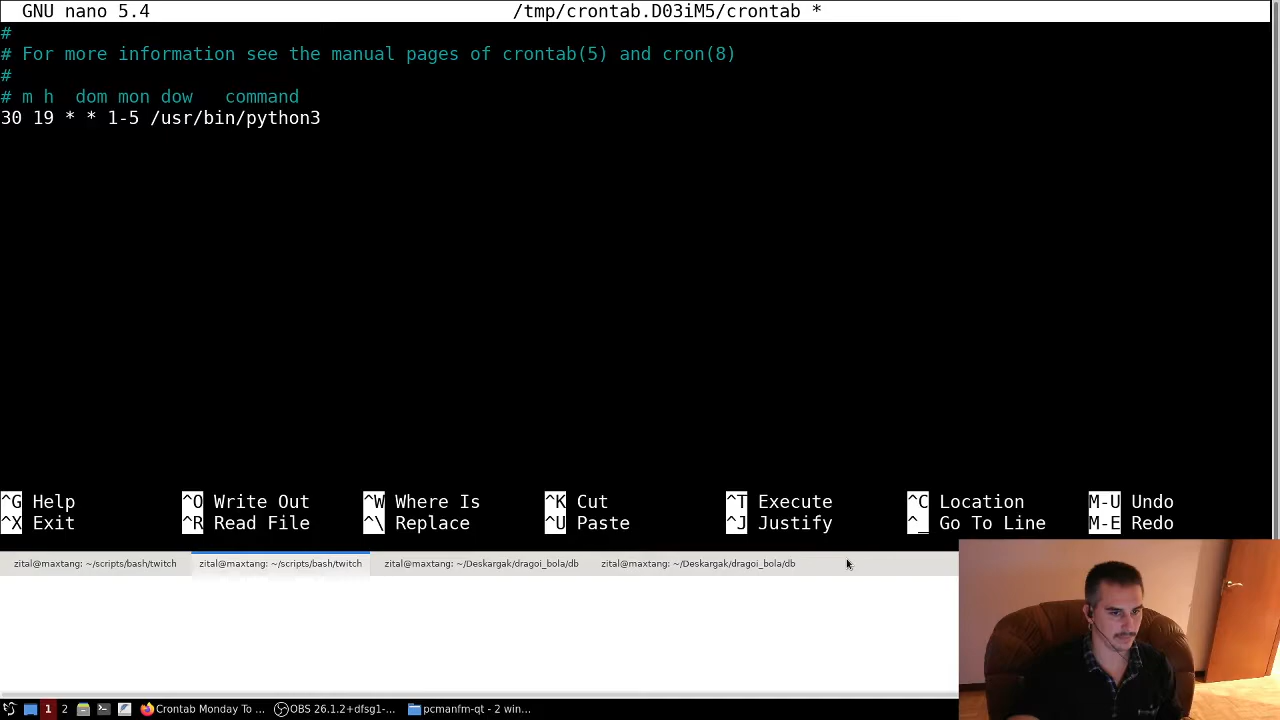 GNU nano 5.4 /tmp/crontab.D03iM5/crontab *
#
# For more information see the manual pages of crontab(5) and cron(8)
#
# m h  dom mon dow   command
30 19 * * 1-5 /usr/bin/python3
^G Help ^O Write Out ^W Where Is ^K Cut ^T Execute ^C Location M-U Undo
^X Exit ^R Read File ^\ Replace ^U Paste ^J Justify ^_ Go To Line M-E Redo
zital@maxtang: ~/scripts/bash/twitch zital@maxtang: ~/scripts/bash/twitch zital@maxtang: ~/Deskargak/dragoi_bola/db zital@maxtang: ~/Deskargak/dragoi_bola/db
1 2 Crontab Monday To ... OBS 26.1.2+dfsg1-... pcmanfm-qt - 2 win...